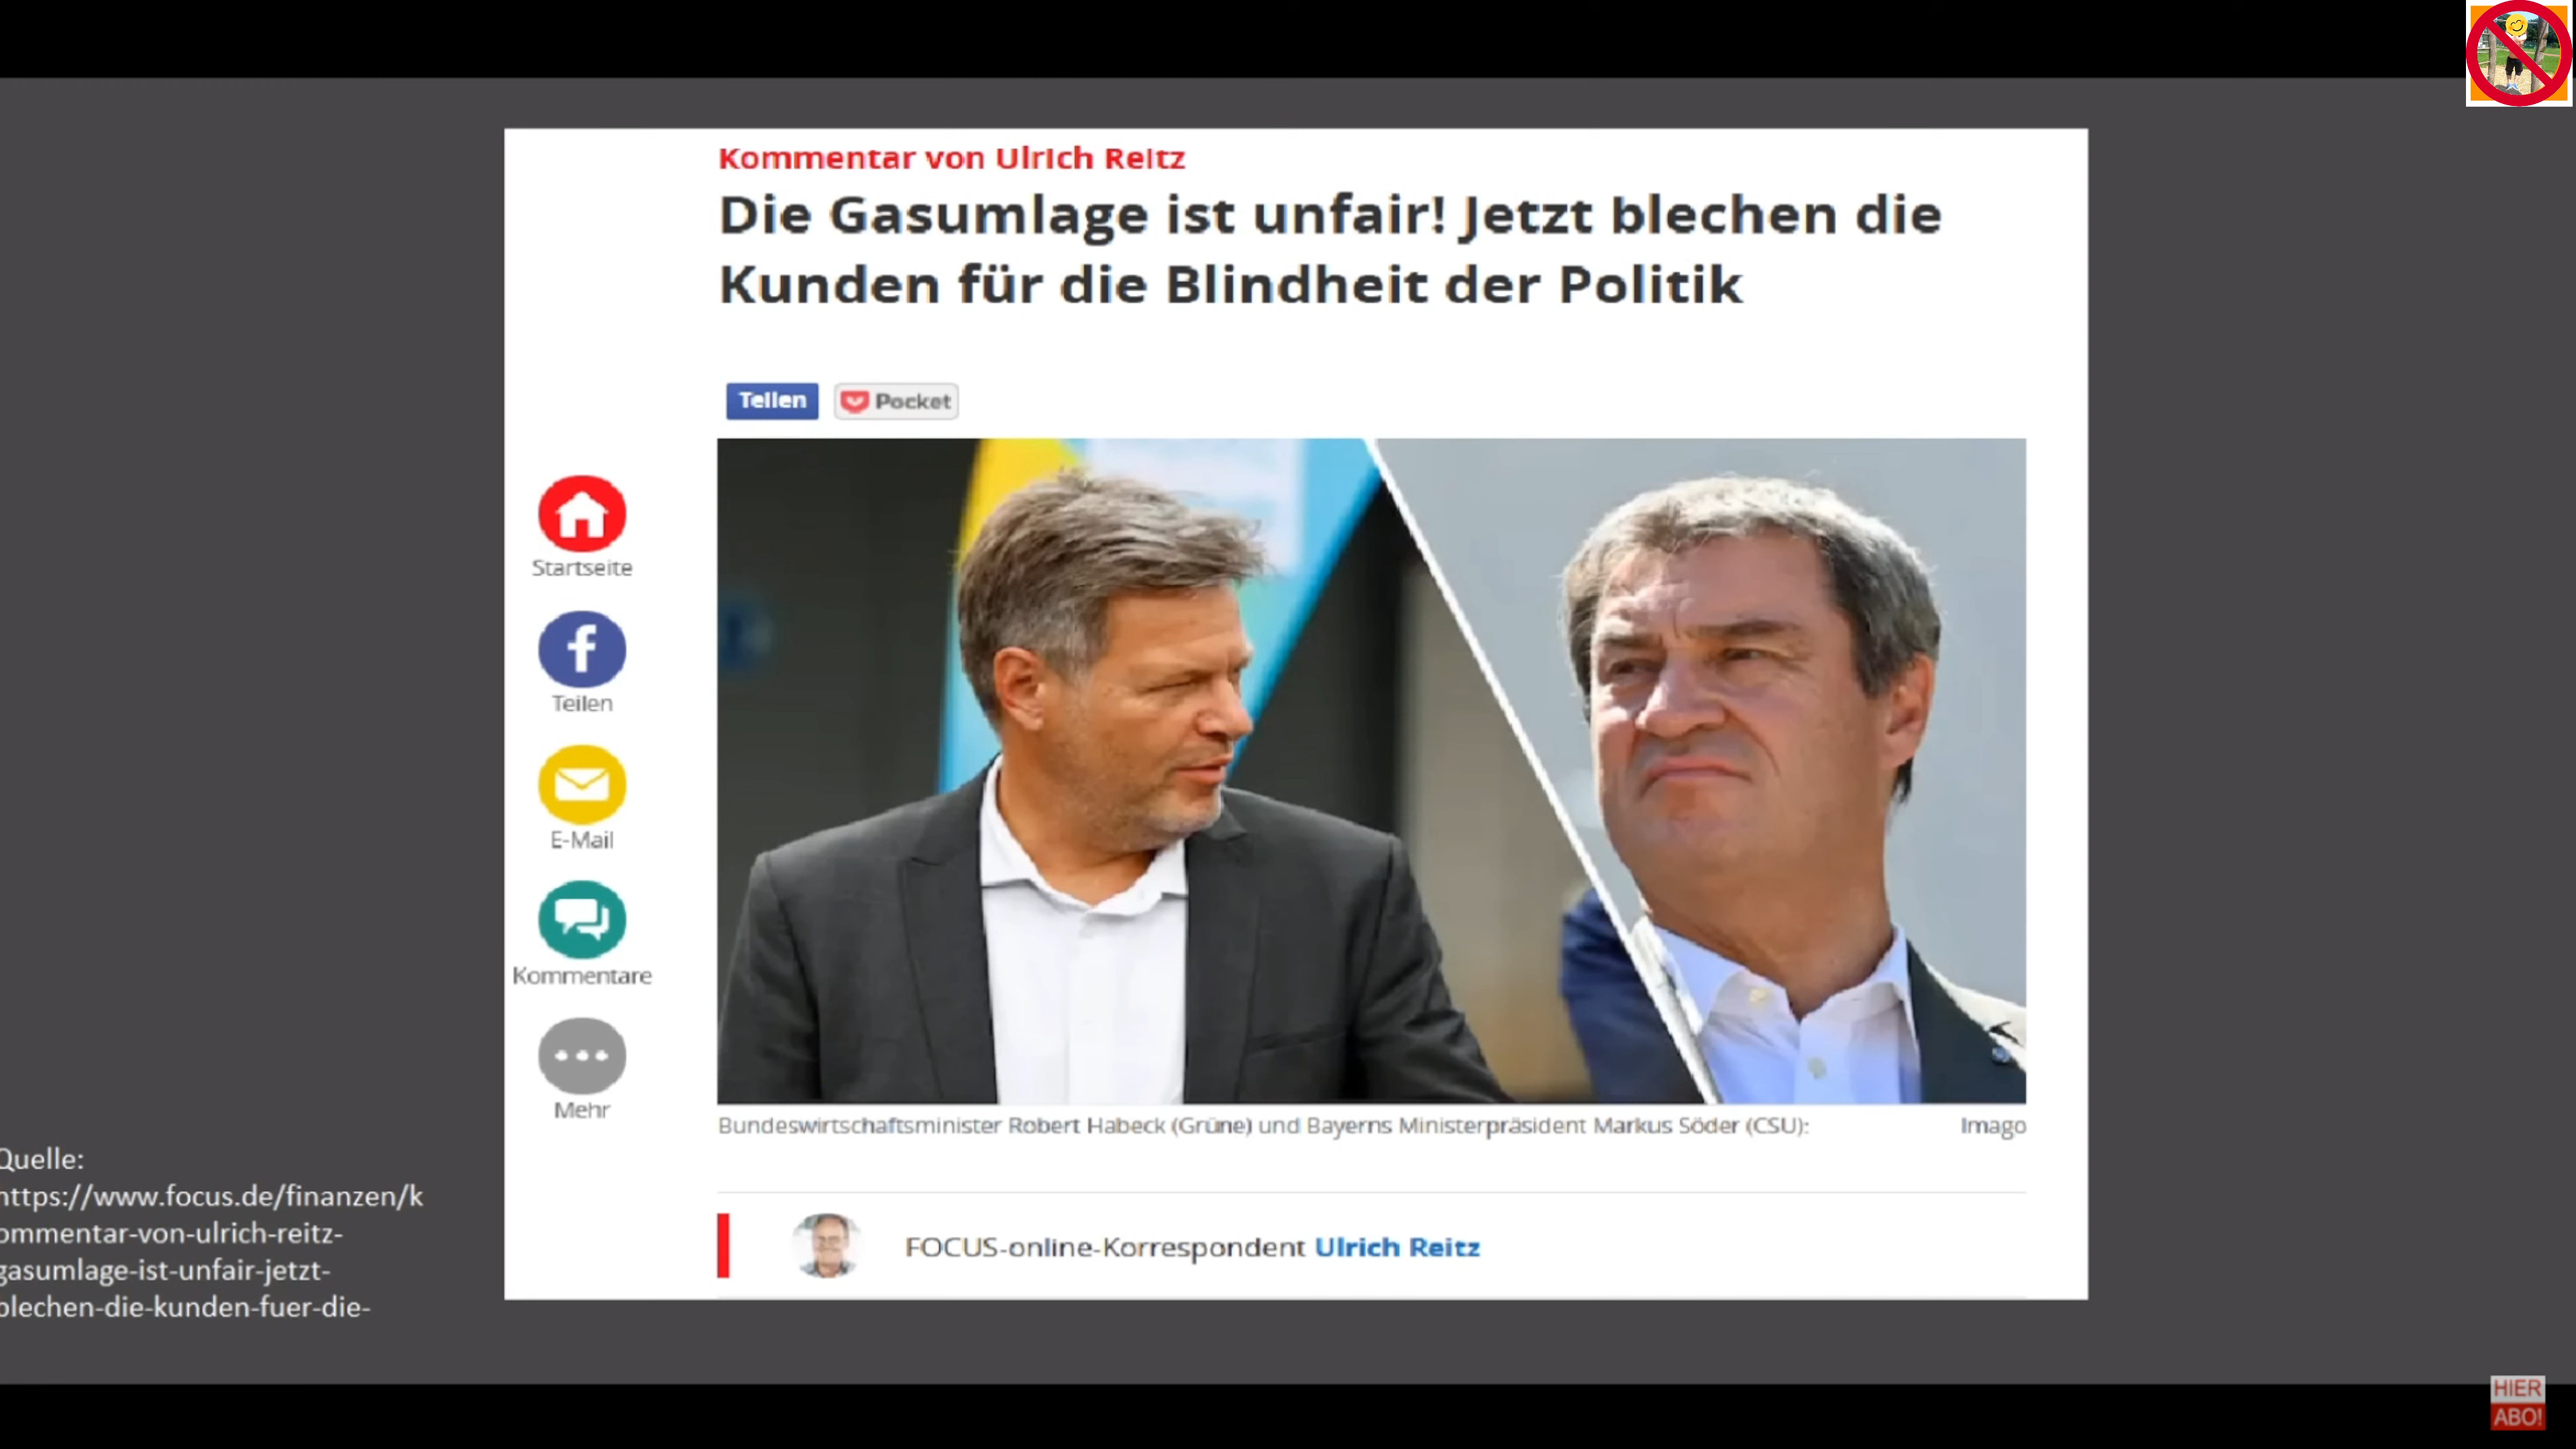 Kommentar von Ulrich Reitz
Die Gasumlage ist unfair! Jetzt blechen die
Kunden für die Blindheit der Politik
Teilen
Pocket
Startseite
Teilen
E-Mail
Kommentare
Mehr
Bundeswirtschaftsminister Robert Habeck (Grüne) und Bayerns Ministerpräsident Markus Söder (CSU): Imago
FOCUS-online-Korrespondent Ulrich Reitz
Quelle:
https://www.focus.de/finanzen/k
ommentar-von-ulrich-reitz-
gasumlage-ist-unfair-jetzt-
blechen-die-kunden-fuer-die-
HIER
ABO!